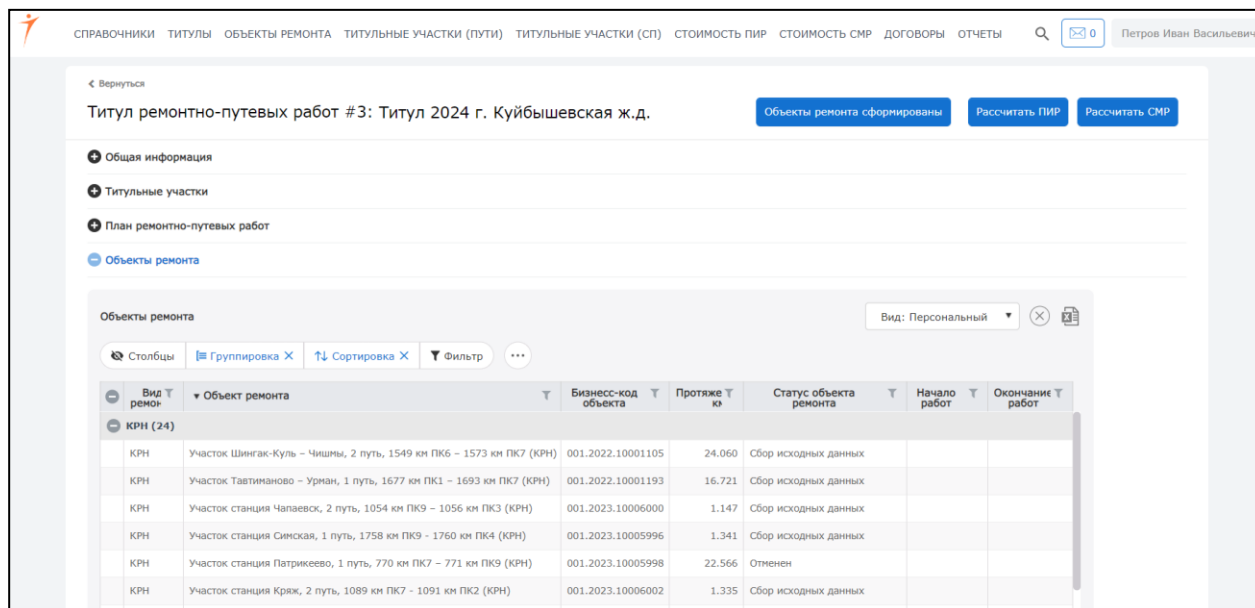 СПРАВОЧНИКИ ТИТУЛЫ ОБЪЕКТЫ РЕМОНТА ТИТУЛЬНЫЕ УЧАСТКИ (ПУТИ) ТИТУЛЬНЫЕ УЧАСТКИ (СП) СТОИМОСТЬ ПИР СТОИМОСТЬ СМР ДОГОВОРЫ ОТЧЕТЫ 0 Петров Иван Васильевич
Вернуться
Титул ремонтно-путевых работ #3: Титул 2024 г. Куйбышевская ж.д. Объекты ремонта сформированы Рассчитать ПИР Рассчитать СМР
Общая информация
Титульные участки
План ремонтно-путевых работ
Объекты ремонта
Объекты ремонта Вид: Персональный
Столбцы Группировка Сортировка Фильтр ...
Вид ремон Объект ремонта Бизнесс-код объекта Протяже км Статус объекта ремонта Начало работ Окончание работ
КРН (24)
КРН Участок Шингак-Куль – Чишмы, 2 путь, 1549 км ПК6 – 1573 км ПК7 (КРН) 001.2022.10001105 24.060 Сбор исходных данных
КРН Участок Тавтиманово – Урман, 1 путь, 1677 км ПК1 – 1693 км ПК7 (КРН) 001.2022.10001193 16.721 Сбор исходных данных
КРН Участок станция Чапаевск, 2 путь, 1054 км ПК9 – 1056 км ПК3 (КРН) 001.2023.10006000 1.147 Сбор исходных данных
КРН Участок станция Симская, 1 путь, 1758 км ПК9 - 1760 км ПК4 (КРН) 001.2023.10005996 1.341 Сбор исходных данных
КРН Участок станция Патрикеево, 1 путь, 770 км ПК7 – 771 км ПК9 (КРН) 001.2023.10005998 22.566 Отменен
КРН Участок станция Кряж, 2 путь, 1089 км ПК7 - 1091 км ПК2 (КРН) 001.2023.10006002 1.335 Сбор исходных данных